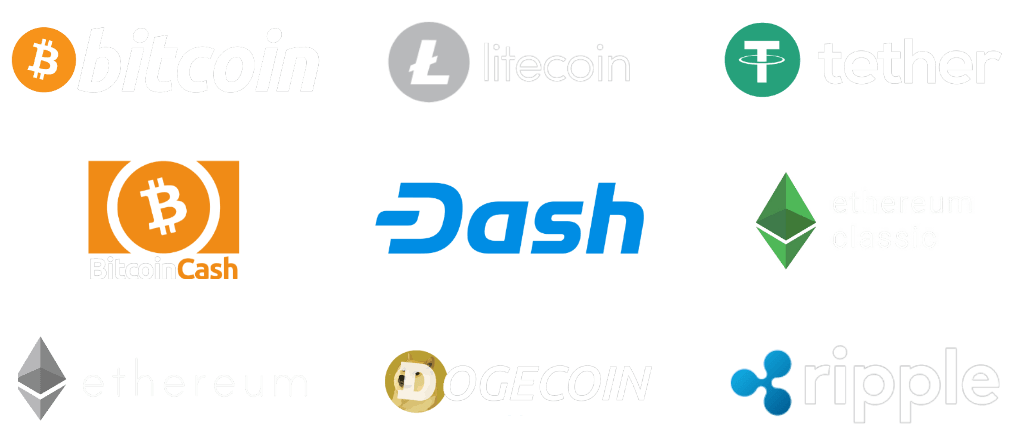 bitcoin
litecoin
tether
BitcoinCash
Dash
ethereum
classic
ethereum
DOGECOIN
ripple